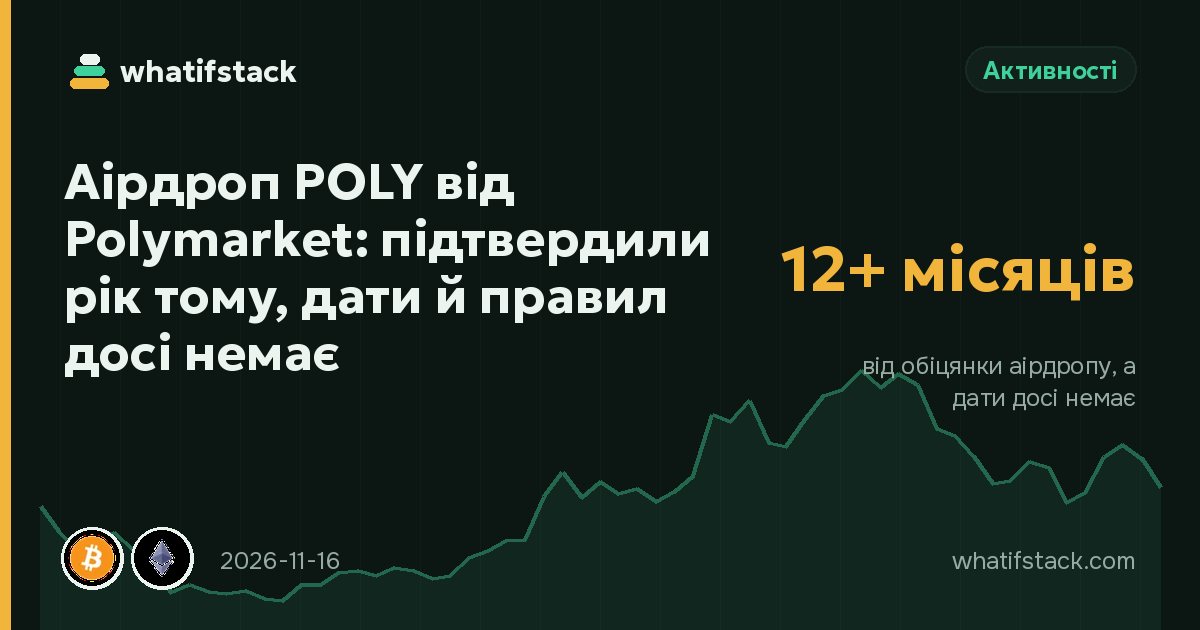 whatifstack
Активності
Аірдроп POLY від
Polymarket: підтвердили
рік тому, дати й правил
досі немає
12+ місяців
від обіцянки аірдропу, а
дати досі немає
2026-11-16
whatifstack.com